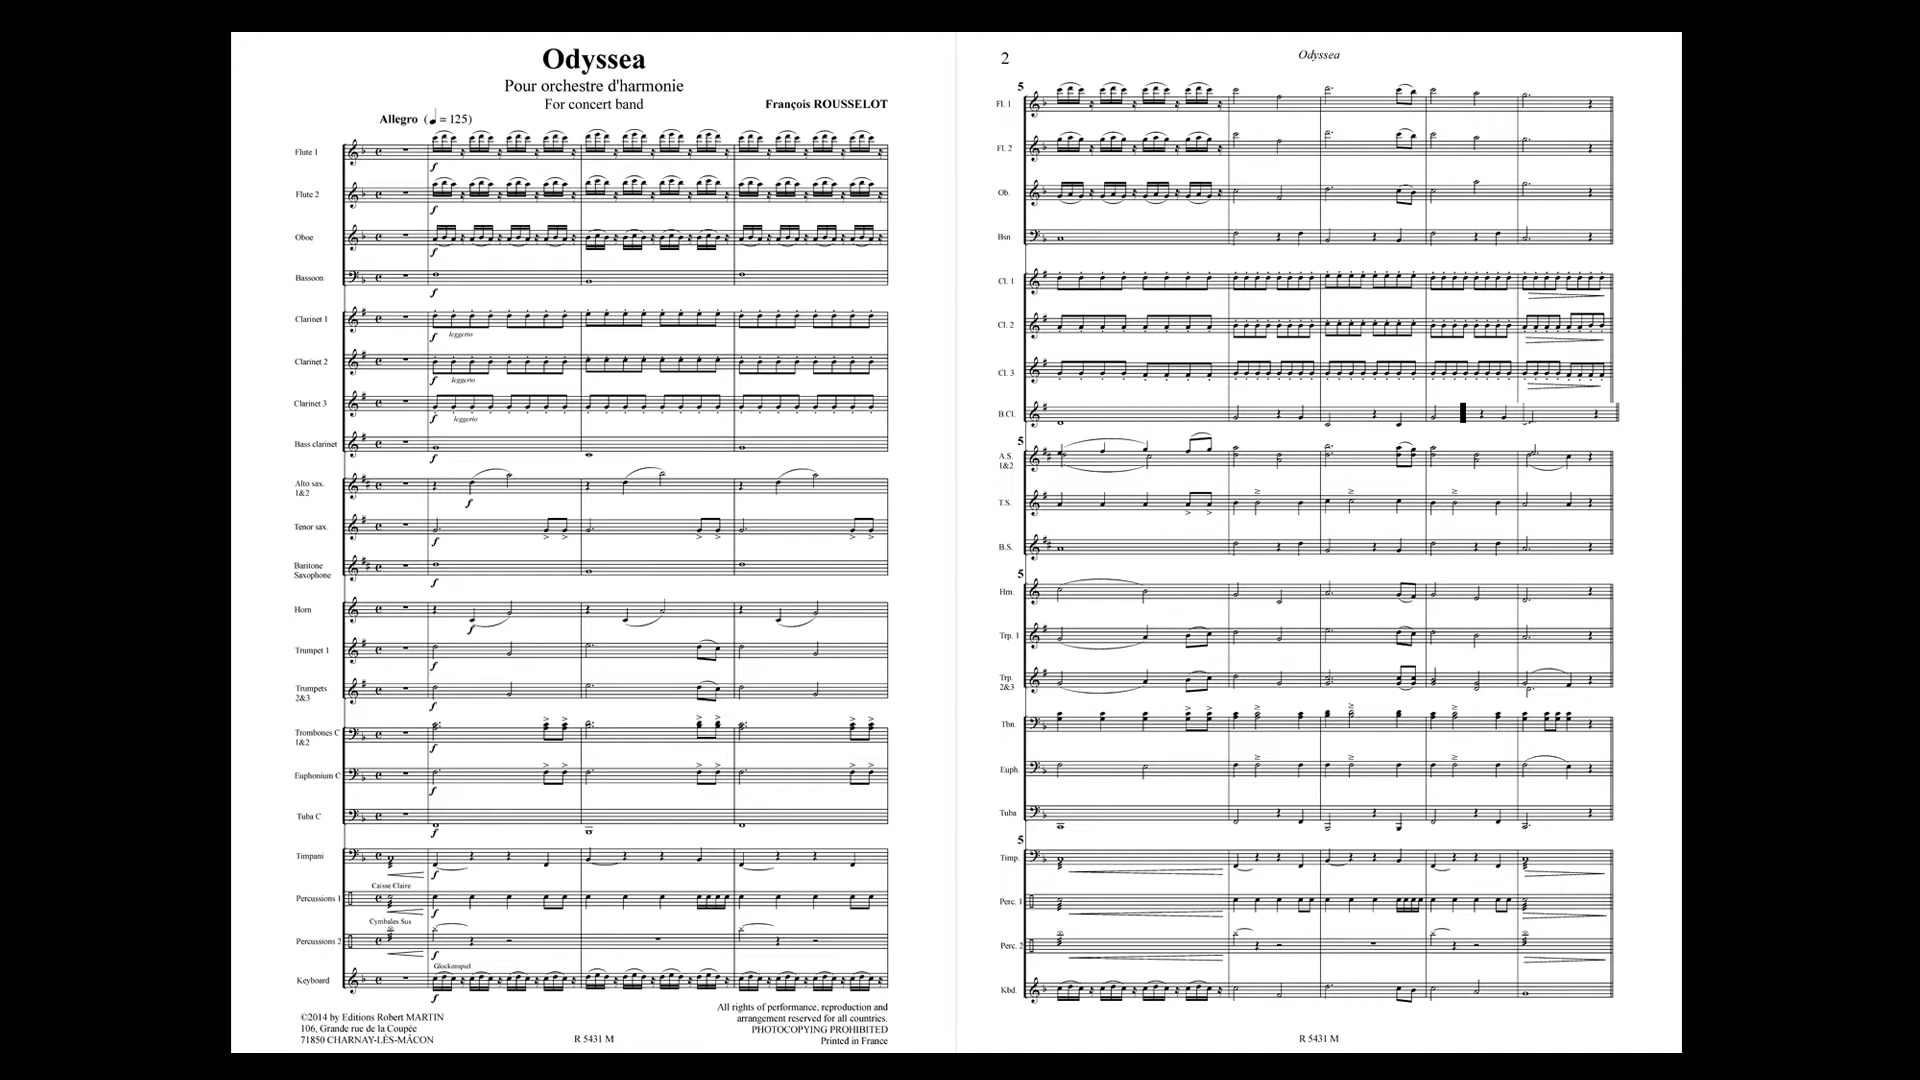 Odyssea
Pour orchestre d'harmonie
For concert band
François ROUSSELOT
Allegro (♩ = 125)
Flute 1
f
Flute 2
f
Oboe
f
Bassoon
f
Clarinet 1
f leggerio
Clarinet 2
f leggerio
Clarinet 3
f leggerio
Bass clarinet
f
Alto sax.
1&2
f
Tenor sax.
f
Baritone
Saxophone
f
Horn
f
Trumpet 1
f
Trumpets
2&3
f
Trombones C
1&2
f
Euphonium C
f
Tuba C
f
Timpani
f
Caisse Claire
Percussions 1
f
Cymbales Sus
Percussions 2
f
Glockenspiel
Keyboard
f
©2014 by Editions Robert MARTIN
106, Grande rue de la Coupée
71850 CHARNAY-LÈS-MÂCON
R 5431 M
All rights of performance, reproduction and
arrangement reserved for all countries.
PHOTOCOPYING PROHIBITED
Printed in France
2
Odyssea
5
Fl. 1
Fl. 2
Ob.
Bsn
Cl. 1
Cl. 2
Cl. 3
B.Cl.
5
A.S.
1&2
T.S.
B.S.
5
Hrn.
Trp. 1
Trp.
2&3
Tbn.
Euph.
Tuba
5
Timp.
Perc. 1
Perc. 2
Kbd.
R 5431 M